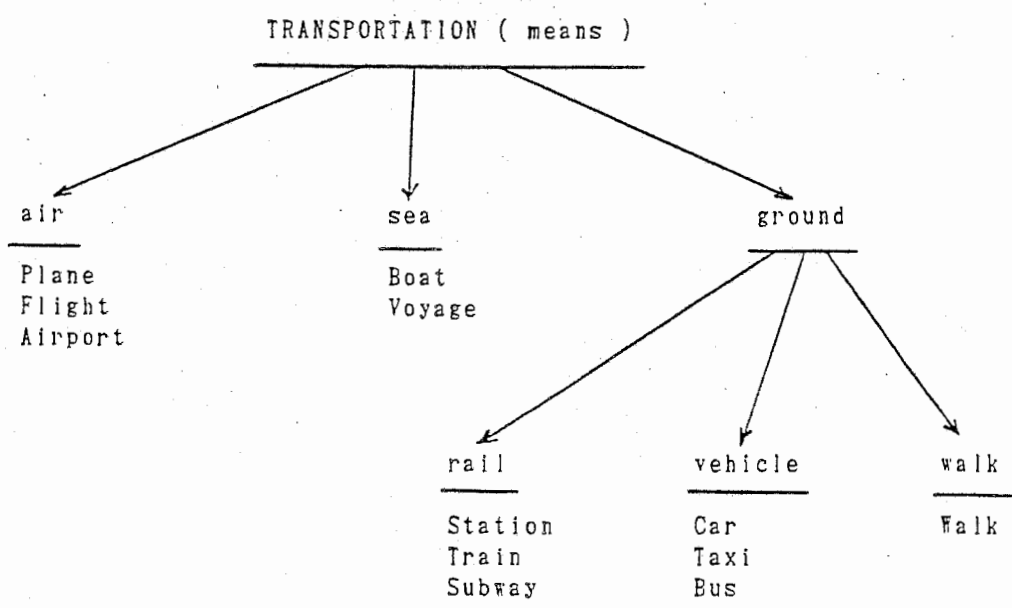 TRANSPORTATION ( means )
air
sea
ground
Plane
Flight
Airport
Boat
Voyage
rail
vehicle
walk
Station
Train
Subway
Car
Taxi
Bus
Walk